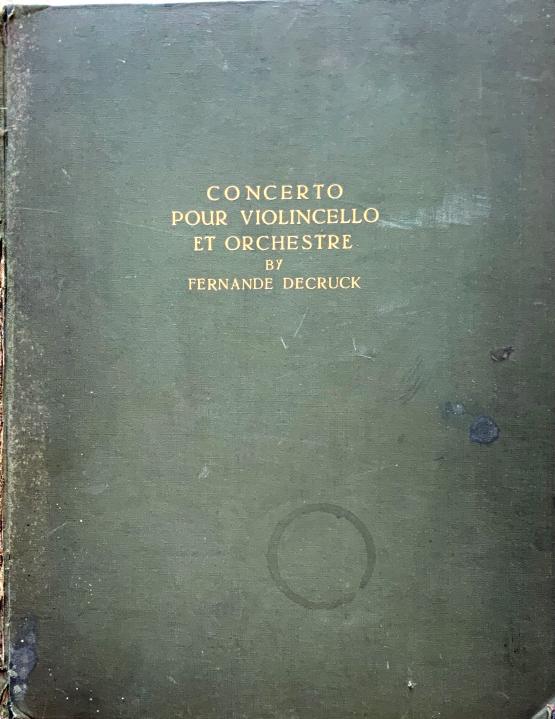 CONCERTO
POUR VIOLINCELLO
ET ORCHESTRE
BY
FERNANDE DECRUCK